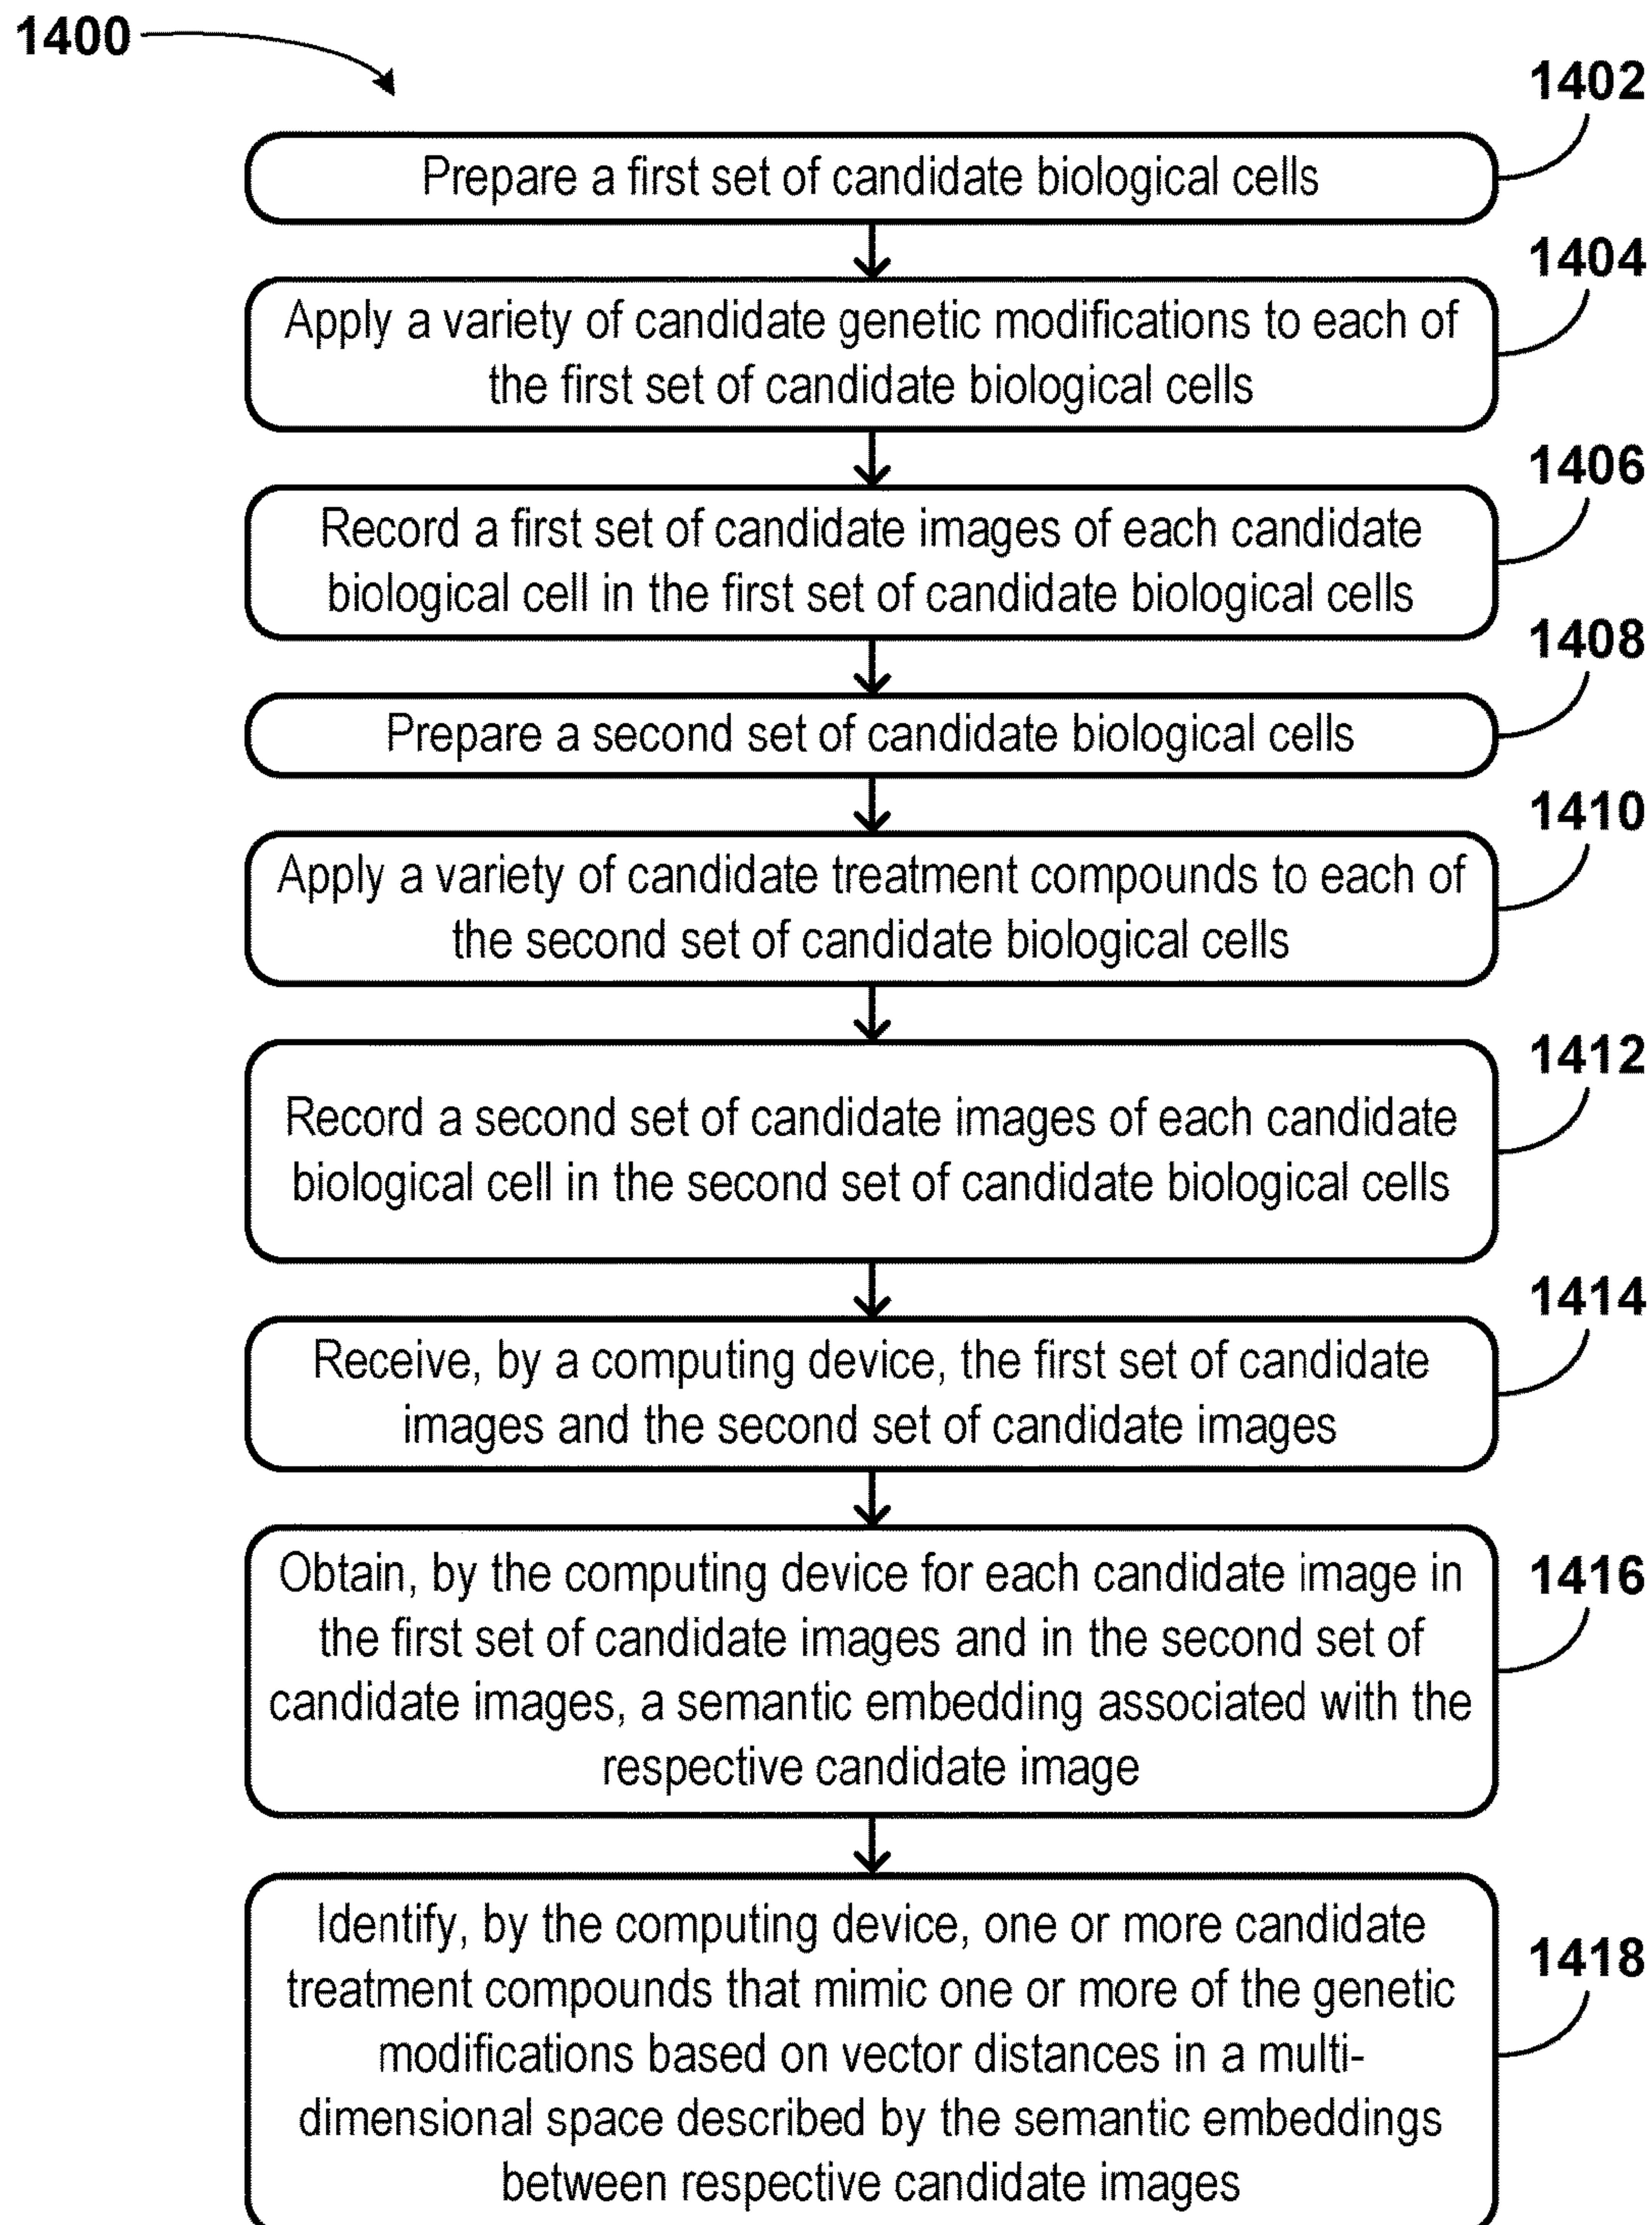 1400
1402
Prepare a first set of candidate biological cells
1404
Apply a variety of candidate genetic modifications to each of
the first set of candidate biological cells
1406
Record a first set of candidate images of each candidate
biological cell in the first set of candidate biological cells
1408
Prepare a second set of candidate biological cells
1410
Apply a variety of candidate treatment compounds to each of
the second set of candidate biological cells
1412
Record a second set of candidate images of each candidate
biological cell in the second set of candidate biological cells
1414
Receive, by a computing device, the first set of candidate
images and the second set of candidate images
1416
Obtain, by the computing device for each candidate image in
the first set of candidate images and in the second set of
candidate images, a semantic embedding associated with the
respective candidate image
1418
Identify, by the computing device, one or more candidate
treatment compounds that mimic one or more of the genetic
modifications based on vector distances in a multi-
dimensional space described by the semantic embeddings
between respective candidate images